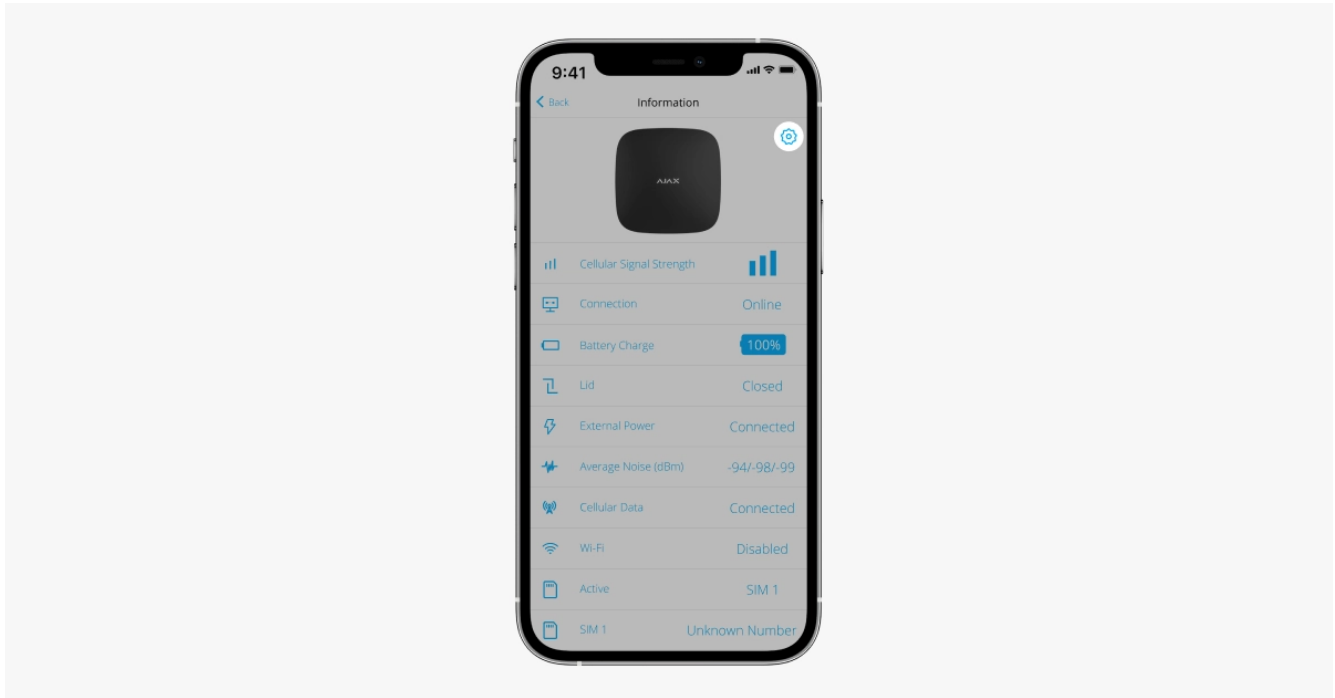 9:41
Back
Information
AJAX
Cellular Signal Strength
Connection Online
Battery Charge 100%
Lid Closed
External Power Connected
Average Noise (dBm) -94/-98/-99
Cellular Data Connected
Wi-Fi Disabled
Active SIM 1
SIM 1 Unknown Number